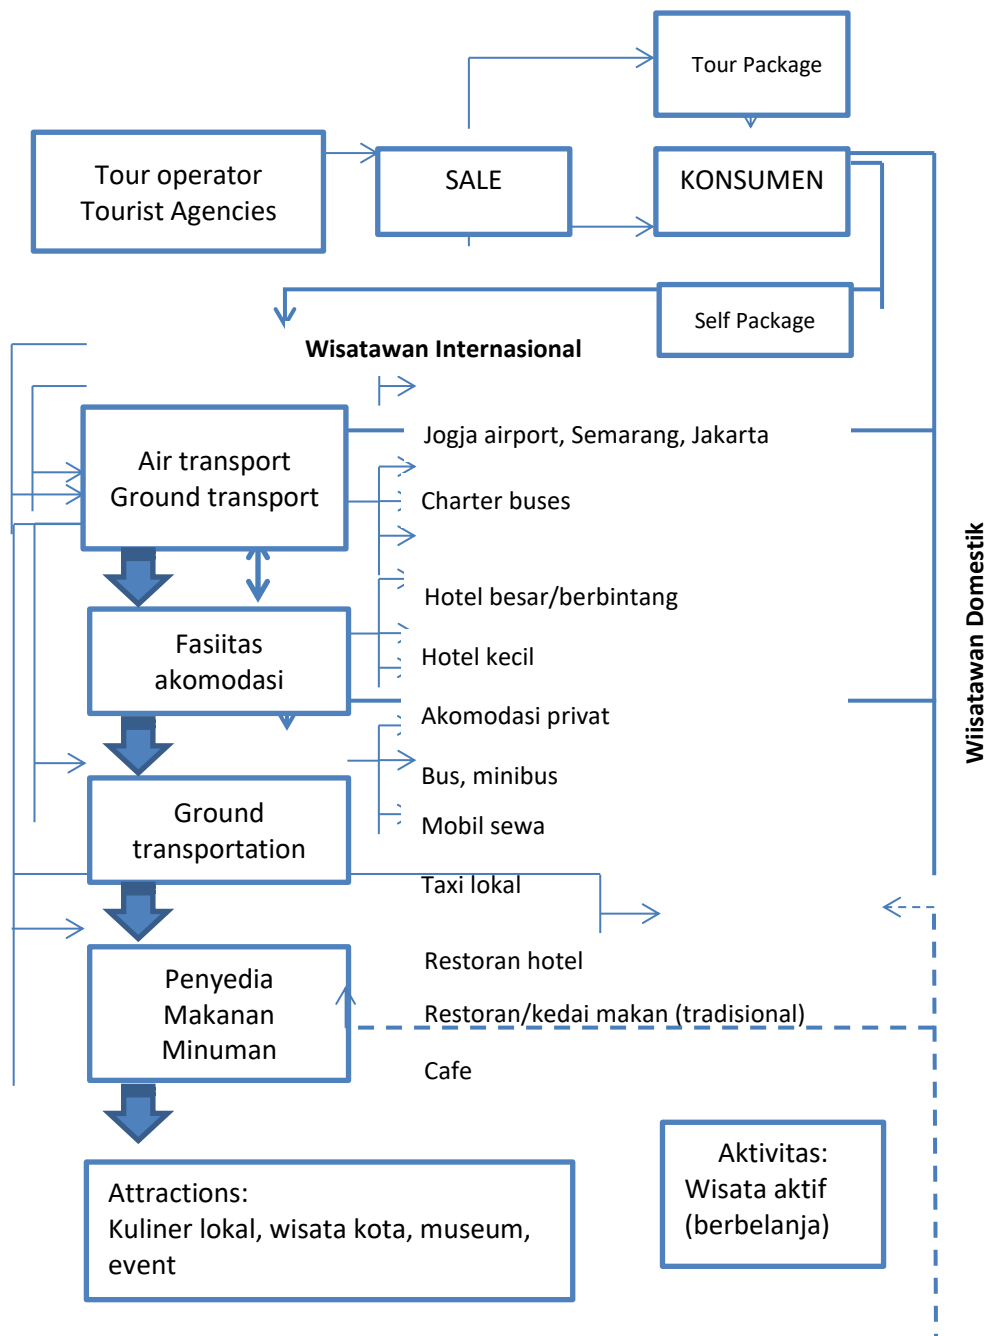 Tour Package
Tour operator
Tourist Agencies
SALE
KONSUMEN
Self Package
Wisatawan Internasional
Air transport
Ground transport
Jogja airport, Semarang, Jakarta
Charter buses
Wiisatawan Domestik
Fasiitas
akomodasi
Hotel besar/berbintang
Hotel kecil
Akomodasi privat
Ground
transportation
Bus, minibus
Mobil sewa
Taxi lokal
Penyedia
Makanan
Minuman
Restoran hotel
Restoran/kedai makan (tradisional)
Cafe
Attractions:
Kuliner lokal, wisata kota, museum,
event
Aktivitas:
Wisata aktif
(berbelanja)